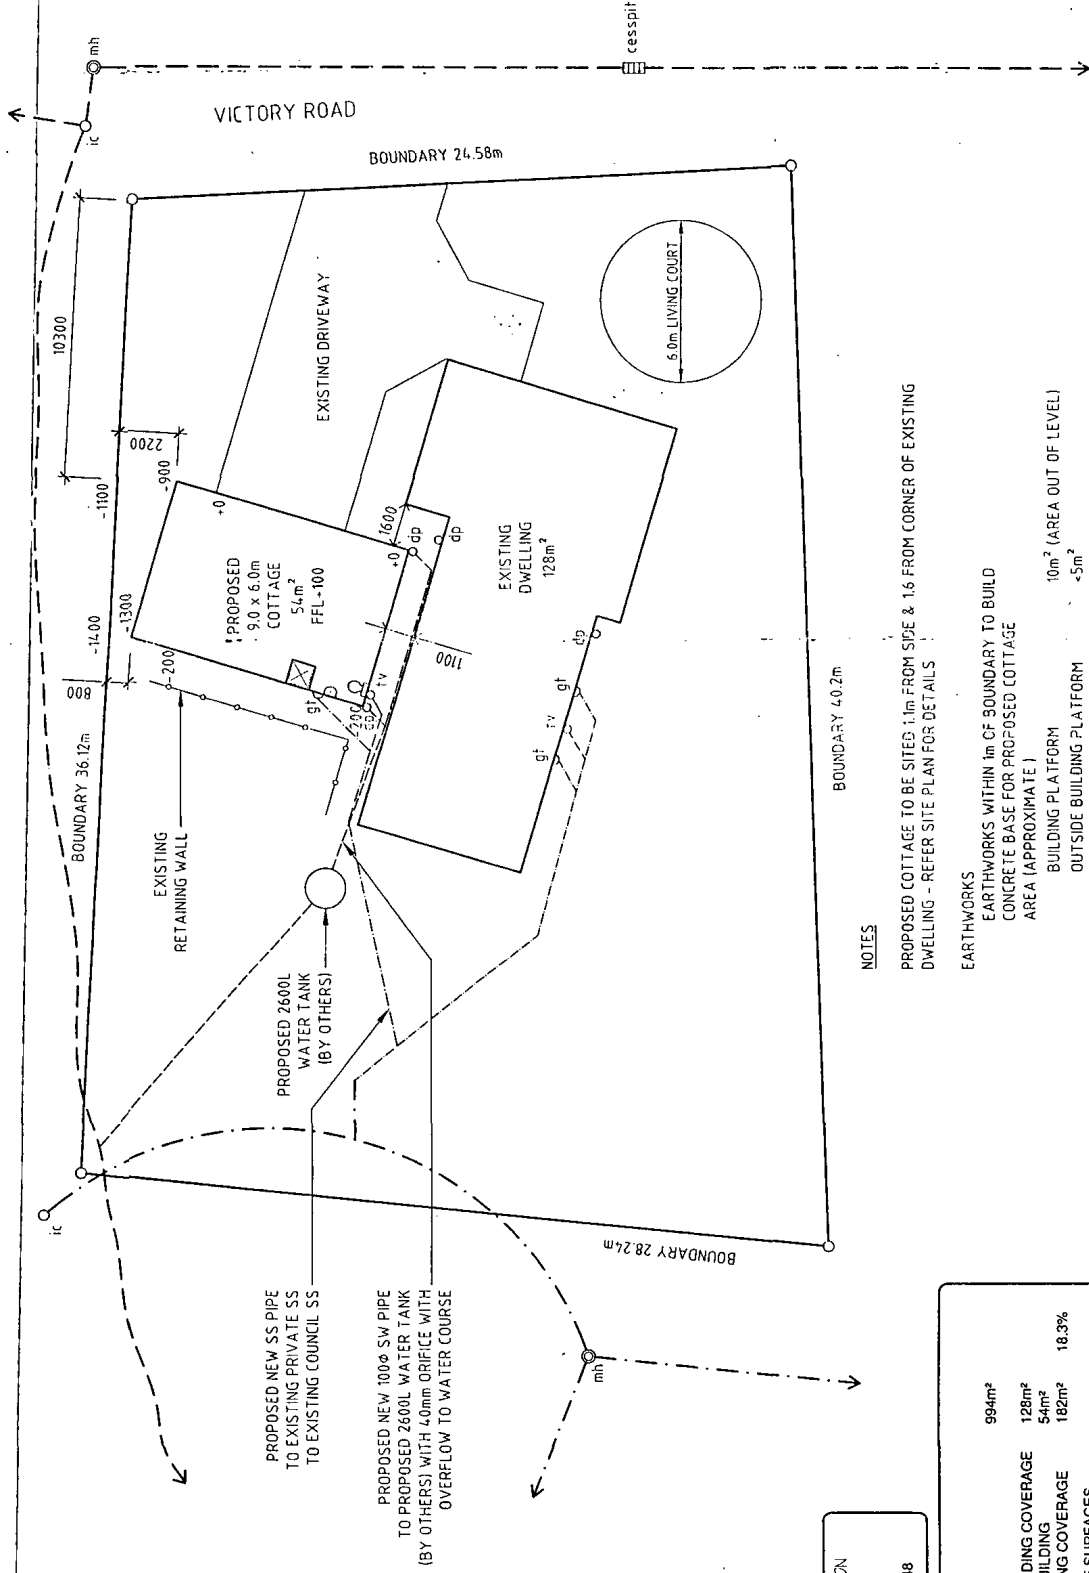 mh
ic
cesspit
VICTORY ROAD
BOUNDARY 24.58m
10300
2200
-1100
-900
-1400
-1300
800
BOUNDARY 36.12m
EXISTING DRIVEWAY
+0
PROPOSED
9.0 x 6.0m
COTTAGE
54m²
FFL+100
+0
1600
dp
dp
-200
1100
gt
tv
EXISTING
RETAINING WALL
EXISTING
DWELLING
128m²
dp
gt
tv
gt
6.0m LIVING COURT
PROPOSED 2600L
WATER TANK
(BY OTHERS)
ic
BOUNDARY 28.24m
BOUNDARY 40.2m
mh
PROPOSED NEW SS PIPE
TO EXISTING PRIVATE SS
TO EXISTING COUNCIL SS
PROPOSED NEW 100Φ SW PIPE
TO PROPOSED 2600L WATER TANK
(BY OTHERS) WITH 40mm ORIFICE WITH
OVERFLOW TO WATER COURSE
NOTES
PROPOSED COTTAGE TO BE SITED 1.1m FROM SIDE & 1.6 FROM CORNER OF EXISTING
DWELLING - REFER SITE PLAN FOR DETAILS
EARTHWORKS
EARTHWORKS WITHIN 1m OF BOUNDARY TO BUILD
CONCRETE BASE FOR PROPOSED COTTAGE
AREA (APPROXIMATE)
BUILDING PLATFORM 10m² (AREA OUT OF LEVEL)
OUTSIDE BUILDING PLATFORM <5m²
994m²
DING COVERAGE 128m²
ILDING 54m²
NG COVERAGE 182m² 18.3%